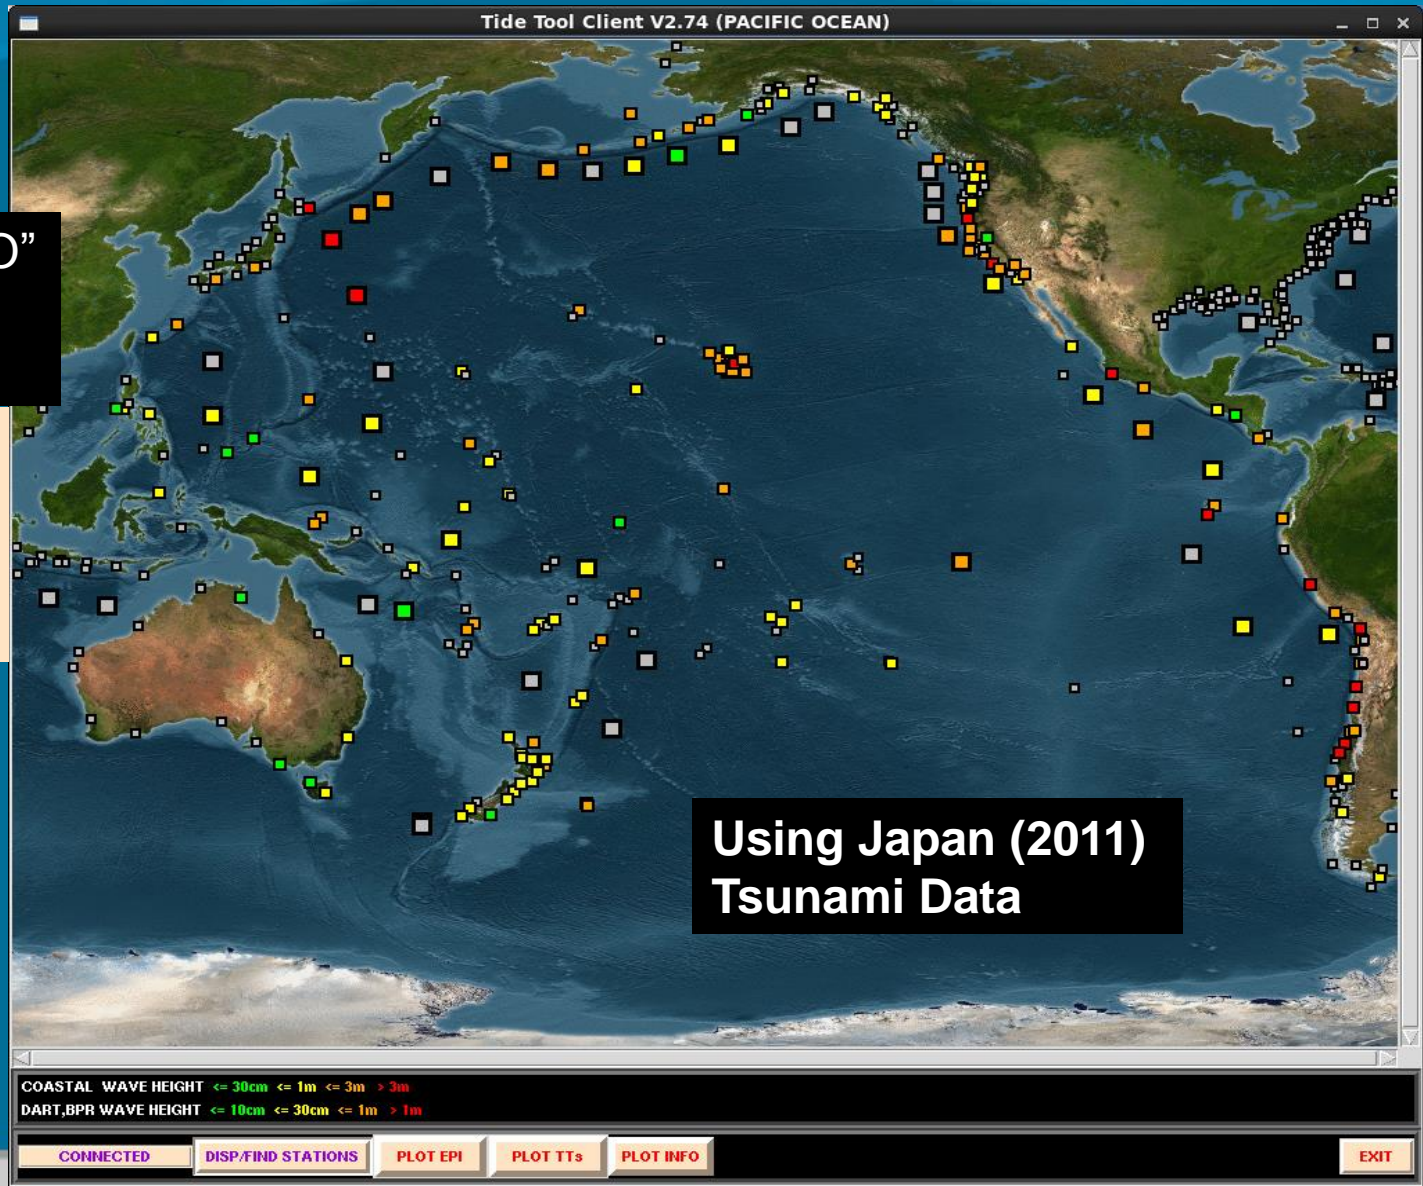 Tide Tool Client V2.74 (PACIFIC OCEAN)
Using Japan (2011)
Tsunami Data
COASTAL WAVE HEIGHT <= 30cm <= 1m <= 3m > 3m
DART,BPR WAVE HEIGHT <= 10cm <= 30cm <= 1m > 1m
CONNECTED DISP/FIND STATIONS PLOT EPI PLOT TTs PLOT INFO EXIT